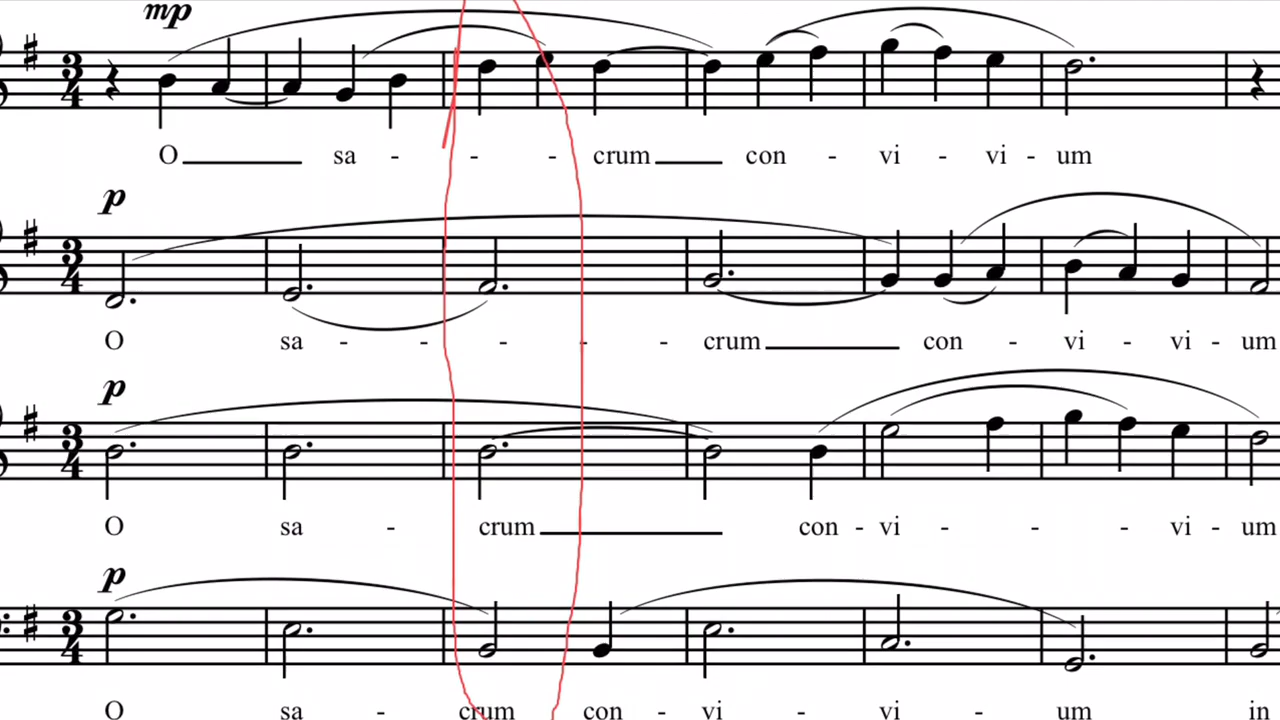 mp
O sa - - - crum con - vi - vi - um
p
O sa - - - - - crum con - vi - vi - um
p
O sa - crum con - vi - - - vi - um
p
O sa - crum con - vi - vi - um in